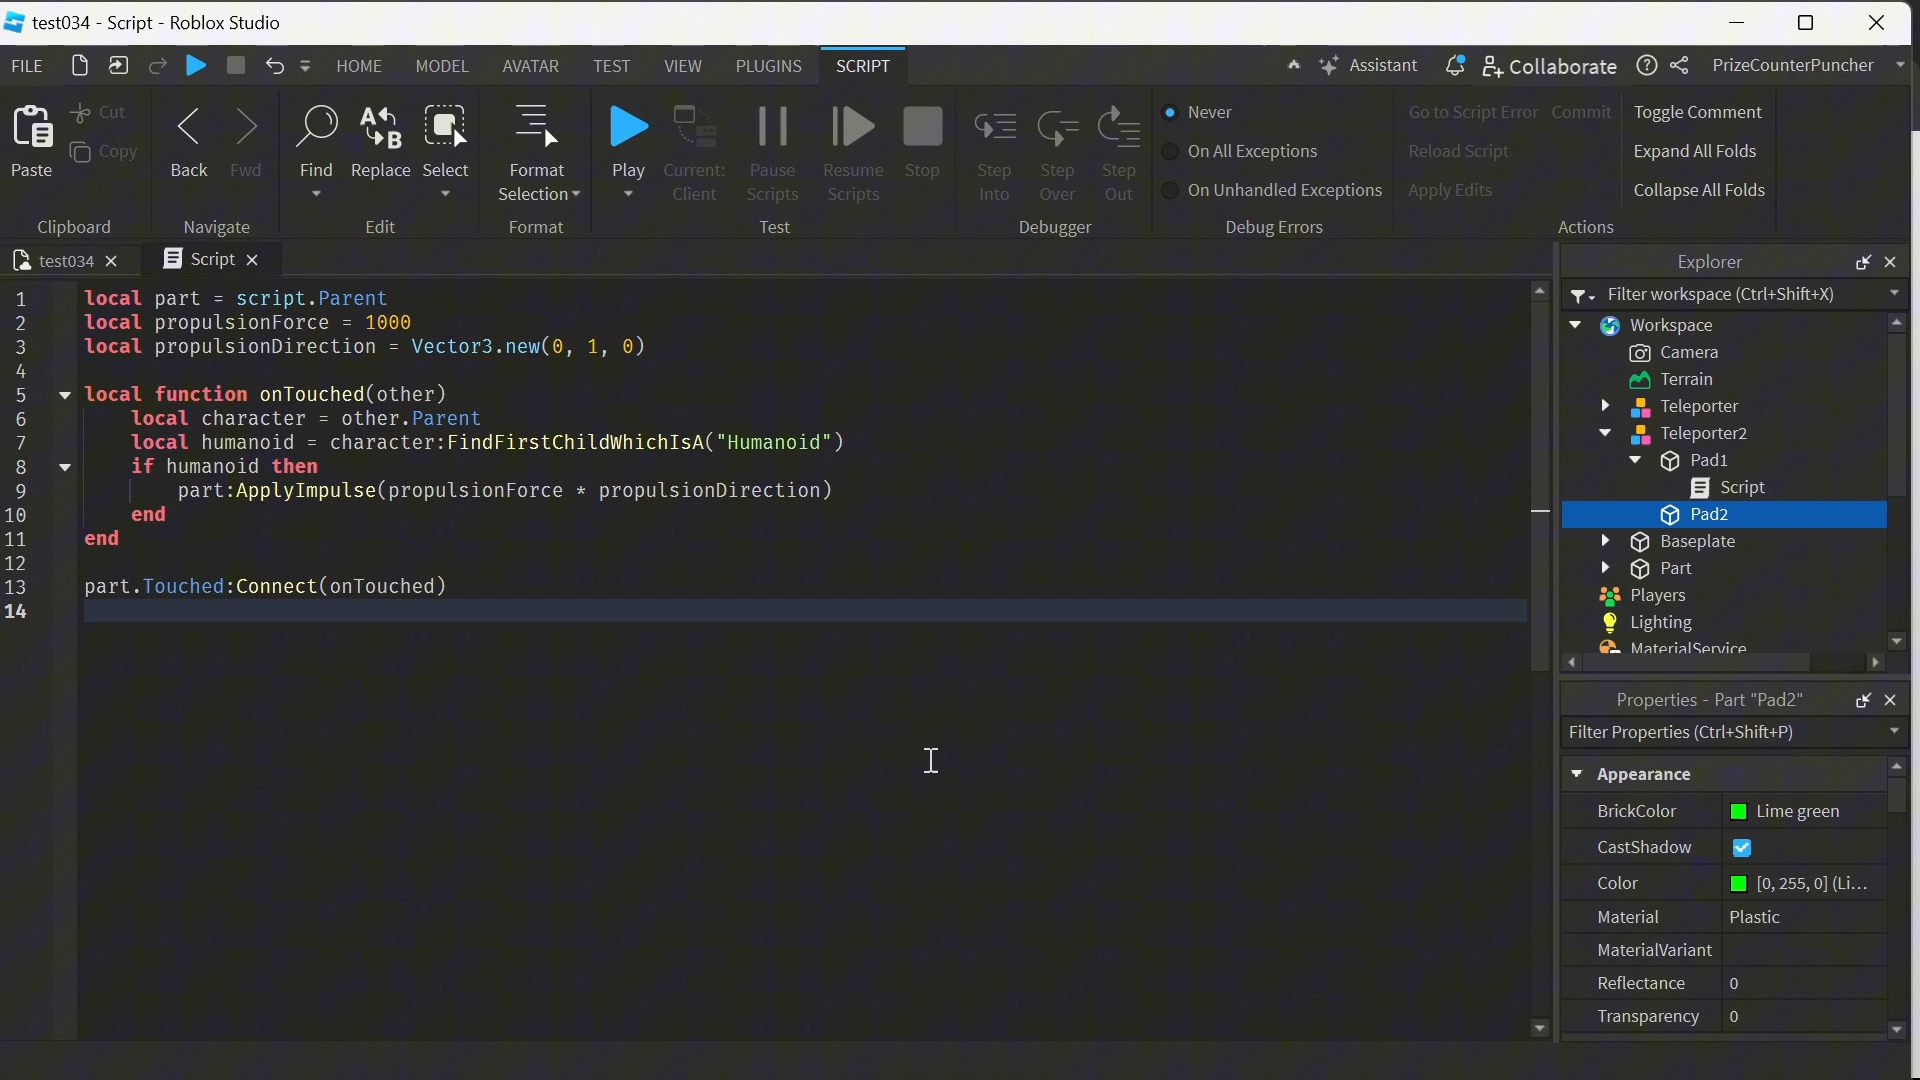 test034 - Script - Roblox Studio
FILE HOME MODEL AVATAR TEST VIEW PLUGINS SCRIPT Assistant Collaborate PrizeCounterPuncher
Paste Cut Copy
Clipboard
Back Fwd
Navigate
Find Replace Select
Edit
Format Selection
Format
Play
Current: Client
Pause Scripts
Resume Scripts
Stop
Test
Step Into
Step Over
Step Out
Debugger
Never
On All Exceptions
On Unhandled Exceptions
Debug Errors
Go to Script Error Commit
Reload Script
Apply Edits
Toggle Comment
Expand All Folds
Collapse All Folds
Actions
test034 Script
1 local part = script.Parent
2 local propulsionForce = 1000
3 local propulsionDirection = Vector3.new(0, 1, 0)
4
5 local function onTouched(other)
6 local character = other.Parent
7 local humanoid = character:FindFirstChildWhichIsA("Humanoid")
8 if humanoid then
9 part:ApplyImpulse(propulsionForce * propulsionDirection)
10 end
11 end
12
13 part.Touched:Connect(onTouched)
14
Explorer
Filter workspace (Ctrl+Shift+X)
Workspace
Camera
Terrain
Teleporter
Teleporter2
Pad1
Script
Pad2
Baseplate
Part
Players
Lighting
MaterialService
Properties - Part "Pad2"
Filter Properties (Ctrl+Shift+P)
Appearance
BrickColor Lime green
CastShadow
Color [0, 255, 0] (Li...
Material Plastic
MaterialVariant
Reflectance 0
Transparency 0